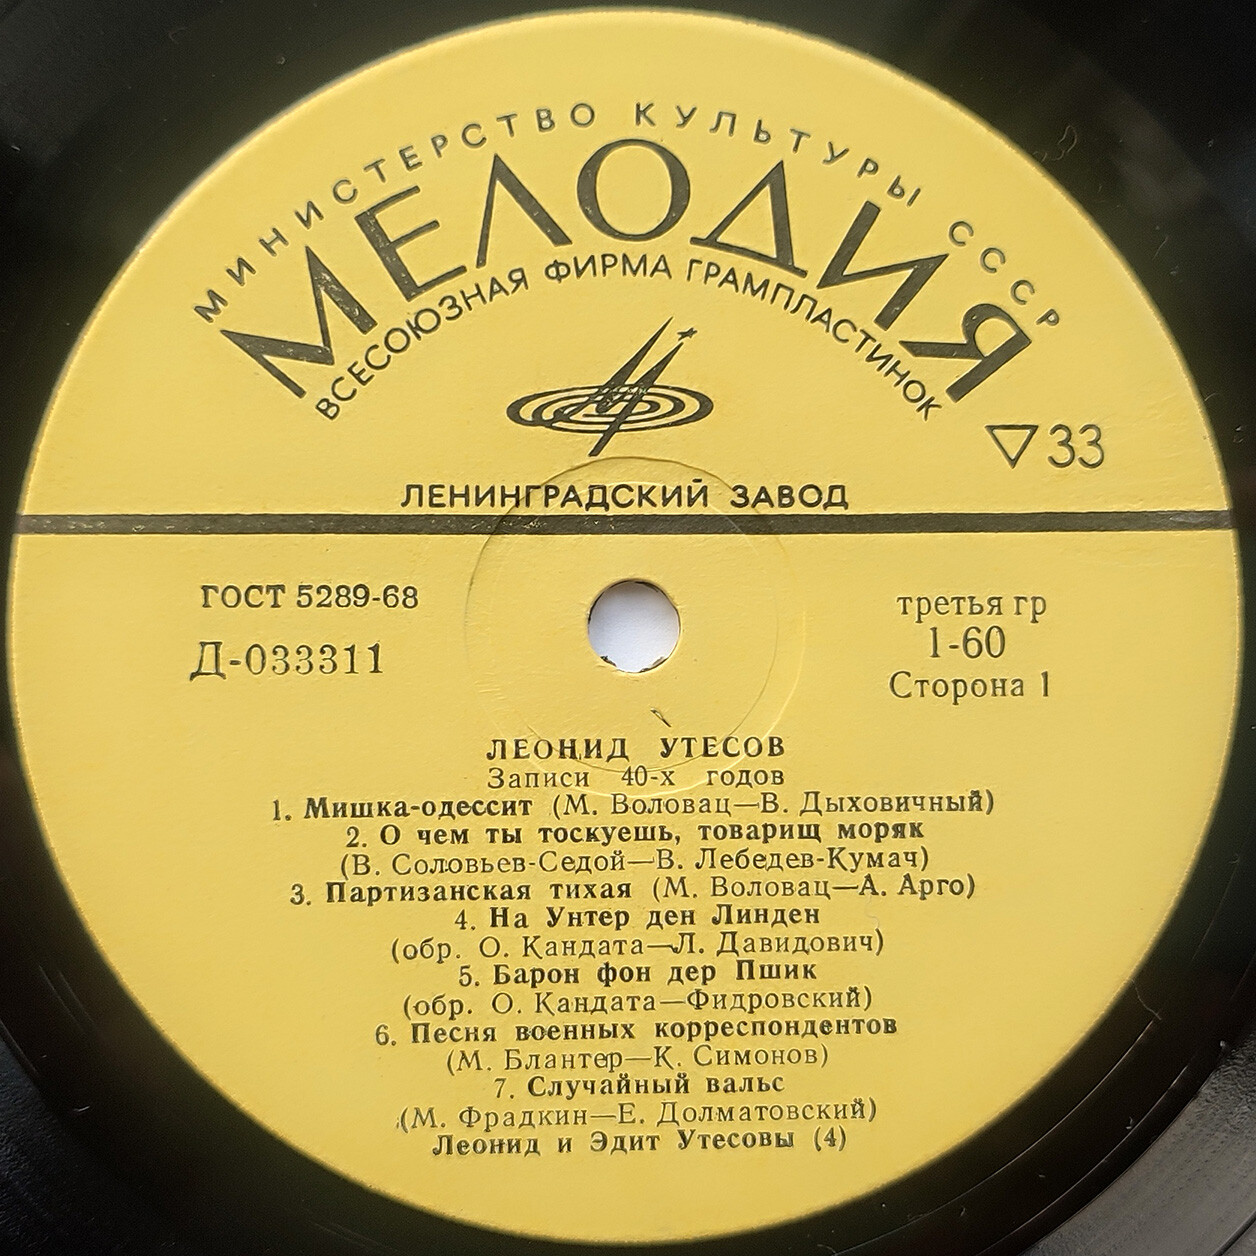 МИНИСТЕРСТВО КУЛЬТУРЫ СССР
МЕЛОДИЯ
ВСЕСОЮЗНАЯ ФИРМА ГРАМПЛАСТИНОК
▽33
ЛЕНИНГРАДСКИЙ ЗАВОД
ГОСТ 5289-68
Д-033311
третья гр
1-60
Сторона 1
ЛЕОНИД УТЕСОВ
Записи 40-х годов
1. Мишка-одессит (М. Воловац—В. Дыховичный)
2. О чем ты тоскуешь, товарищ моряк
(В. Соловьев-Седой—В. Лебедев-Кумач)
3. Партизанская тихая (М. Воловац—А. Арго)
4. На Унтер ден Линден
(обр. О. Кандата—Л. Давидович)
5. Барон фон дер Пшик
(обр. О. Кандата—Фидровский)
6. Песня военных корреспондентов
(М. Блантер—К. Симонов)
7. Случайный вальс
(М. Фрадкин—Е. Долматовский)
Леонид и Эдит Утесовы (4)